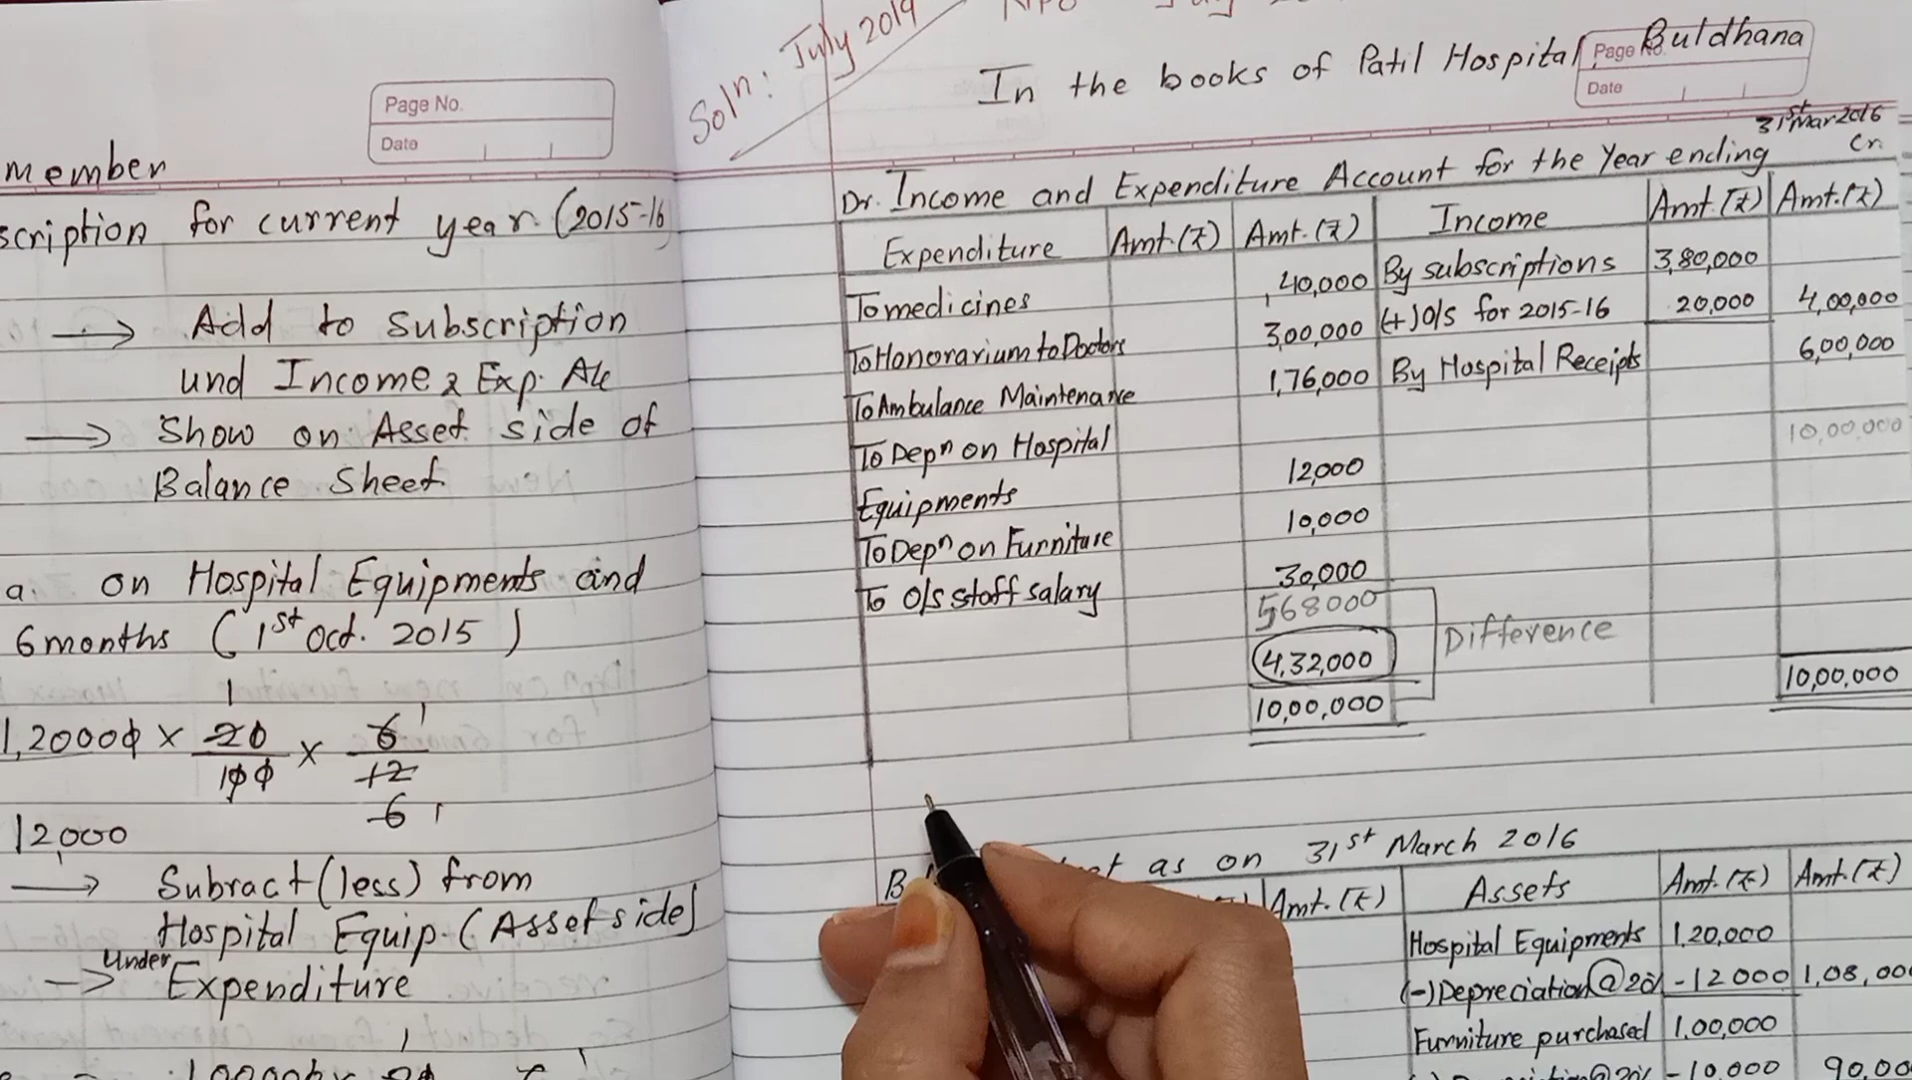 Page No.
Date
member
scription for current year (2015-16
→ Add to subscription
und Income & Exp. A/c
→ Show on Asset side of
Balance Sheet.
a. on Hospital Equipments and
6 months (1st Oct. 2015)
1
1,20000 × 20/100 × 6/12
6 1
12,000
→ Subract (less) from
Hospital Equip. (Asset side)
→ under Expenditure
Soln: July 2019
In the books of Patil Hospital, Buldhana
Page No.
Date
31st Mar 2016
Dr. Income and Expenditure Account for the Year ending Cr.
Expenditure Amt.(₹) Amt.(₹) Income Amt.(₹) Amt.(₹)
To medicines 40,000 By subscriptions 3,80,000
To Honorarium to Doctors 3,00,000 (+) O/S for 2015-16 20,000 4,00,000
To Ambulance Maintenance 1,76,000 By Hospital Receipts 6,00,000
To Depn on Hospital 10,00,000
Equipments 12,000
To Depn on Furniture 10,000
To O/s staff salary 30,000
568000
4,32,000 Difference
10,00,000 10,00,000
as on 31st March 2016
Amt.(₹) Assets Amt.(₹) Amt.(₹)
Hospital Equipments 1,20,000
(-) Depreciation @ 20% -12000 1,08,000
Furniture purchased 1,00,000
-10,000 90,00